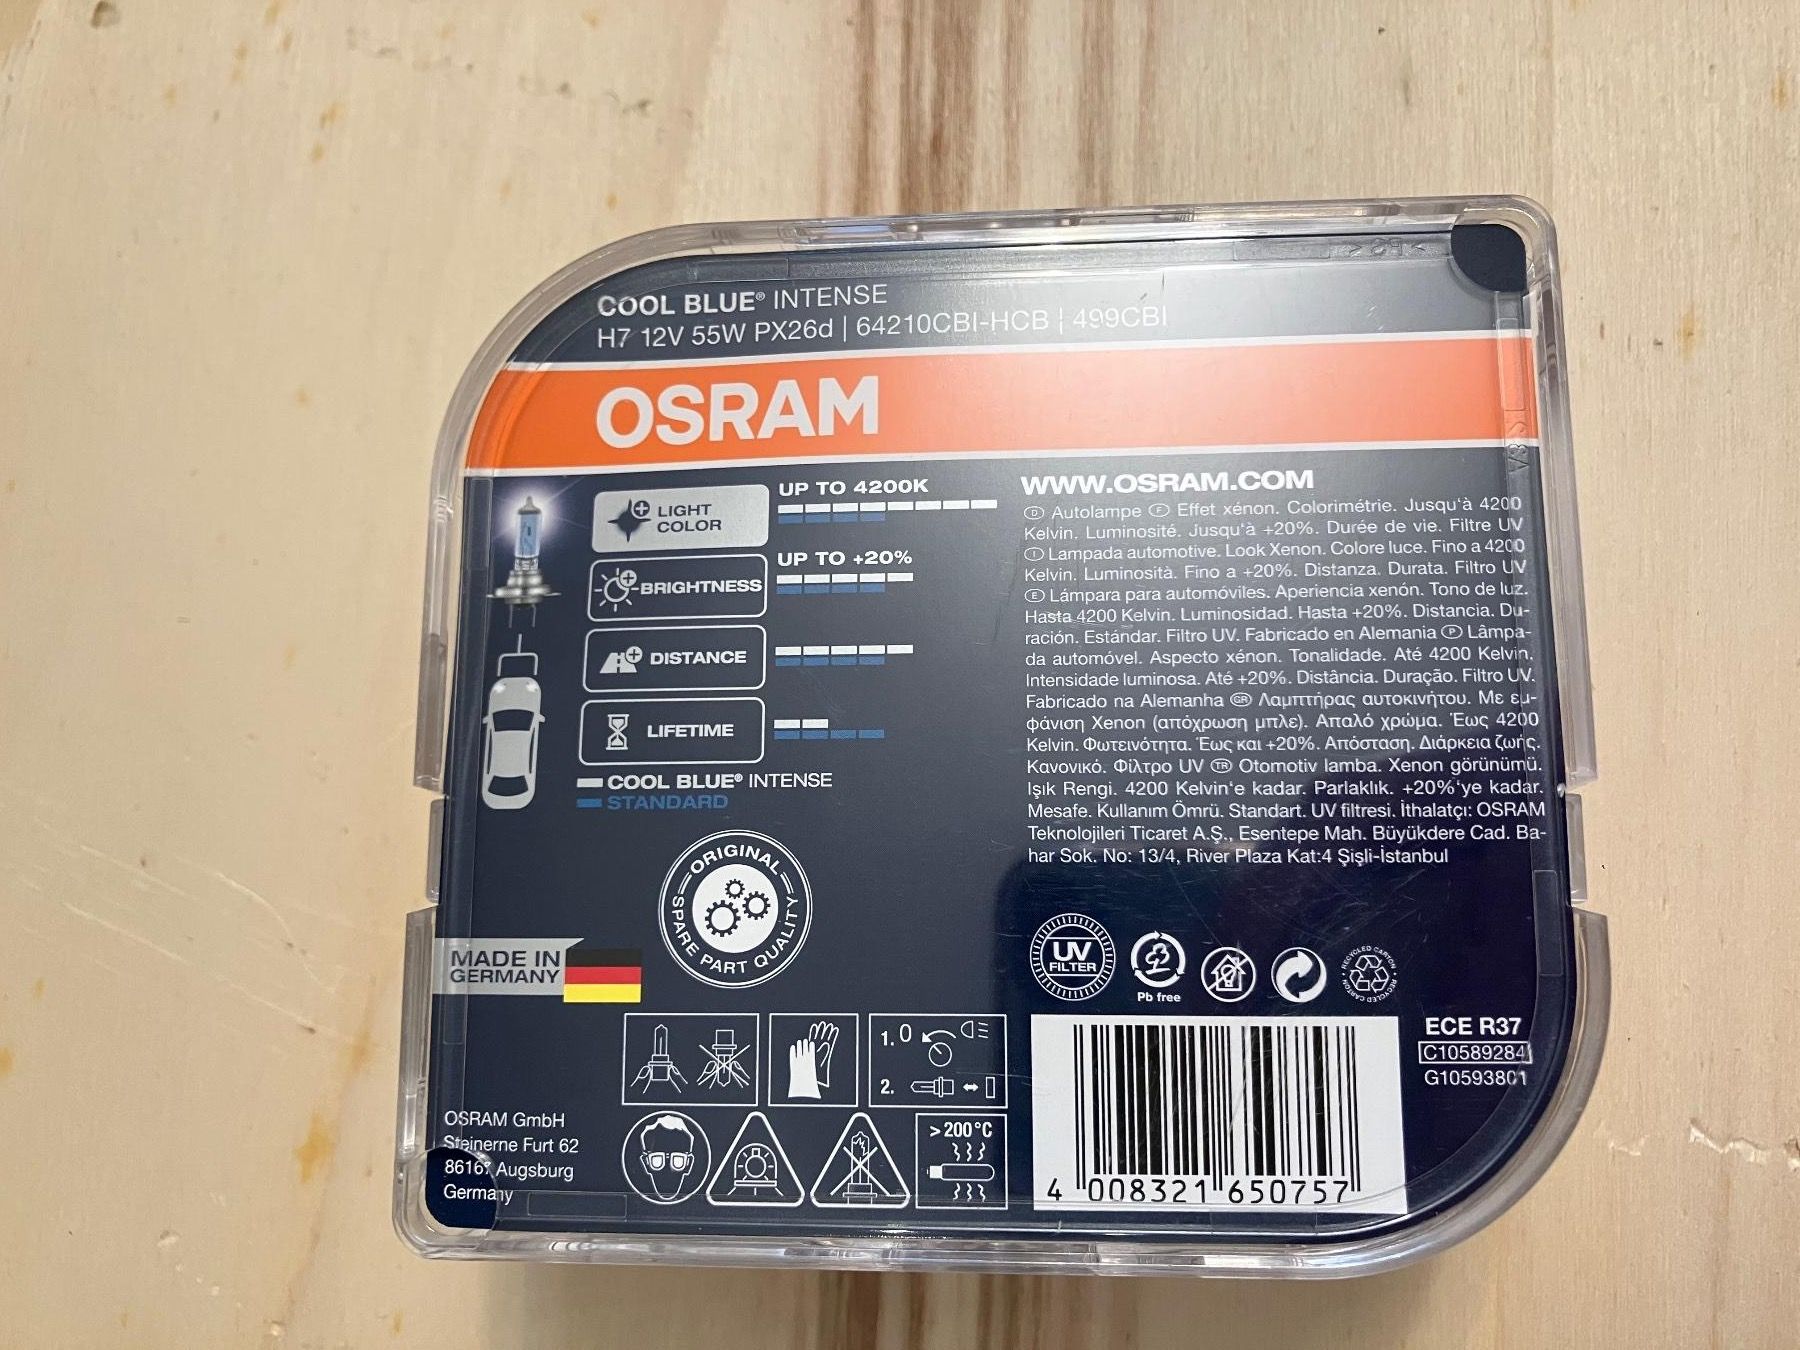 COOL BLUE® INTENSE
H7 12V 55W PX26d | 64210CBI-HCB | 499CBI
OSRAM
LIGHT
COLOR
UP TO 4200K
BRIGHTNESS
UP TO +20%
DISTANCE
LIFETIME
COOL BLUE® INTENSE
STANDARD
ORIGINAL
SPARE PART QUALITY
MADE IN
GERMANY
WWW.OSRAM.COM
Ⓓ Autolampe Ⓕ Effet xénon. Colorimétrie. Jusqu'à 4200
Kelvin. Luminosité. Jusqu'à +20%. Durée de vie. Filtre UV
Ⓘ Lampada automotive. Look Xenon. Colore luce. Fino a 4200
Kelvin. Luminosità. Fino a +20%. Distanza. Durata. Filtro UV
Ⓔ Lámpara para automóviles. Aperiencia xenón. Tono de luz.
Hasta 4200 Kelvin. Luminosidad. Hasta +20%. Distancia. Du-
ración. Estándar. Filtro UV. Fabricado en Alemania Ⓟ Lâmpa-
da automóvel. Aspecto xénon. Tonalidade. Até 4200 Kelvin.
Intensidade luminosa. Até +20%. Distância. Duração. Filtro UV.
Fabricado na Alemanha GR Λαμπτήρας αυτοκινήτου. Με εμ-
φάνιση Xenon (απόχρωση μπλε). Απαλό χρώμα. Έως 4200
Kelvin. Φωτεινότητα. Έως και +20%. Απόσταση. Διάρκεια ζωής.
Κανονικό. Φίλτρο UV TR Otomotiv lamba. Xenon görünümü.
Işık Rengi. 4200 Kelvin'e kadar. Parlaklık. +20%'ye kadar.
Mesafe. Kullanım Ömrü. Standart. UV filtresi. İthalatçı: OSRAM
Teknolojileri Ticaret A.Ş., Esentepe Mah. Büyükdere Cad. Ba-
har Sok. No: 13/4, River Plaza Kat:4 Şişli-İstanbul
UV
FILTER
Pb free
RECYCLED CARTON RECYCLED CARTON
ECE R37
C10589284
G10593801
1. 0
2.
>200°C
OSRAM GmbH
Steinerne Furt 62
86167 Augsburg
Germany
4 008321 650757